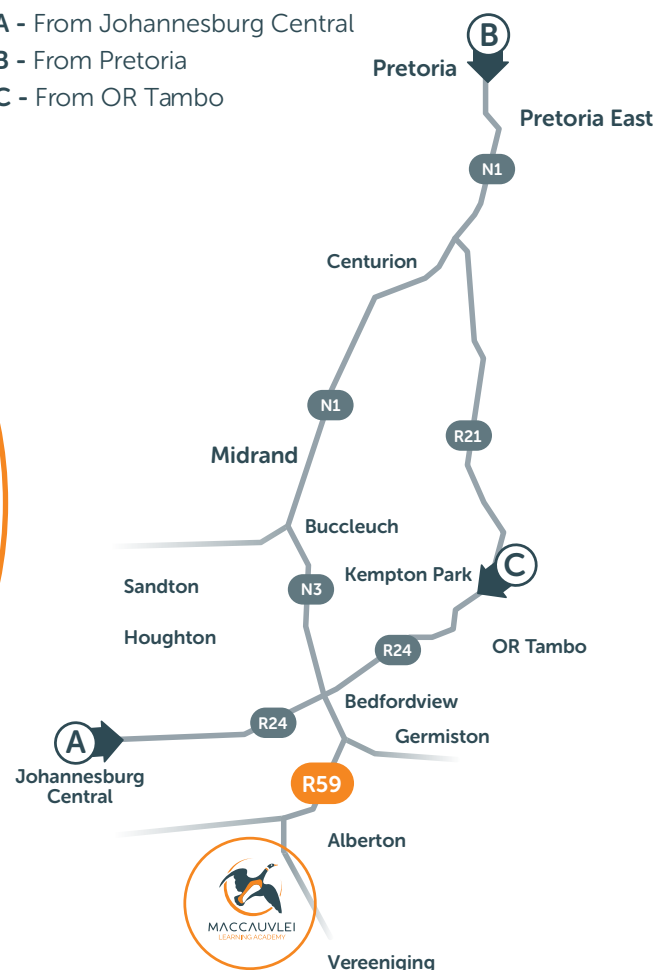 A - From Johannesburg Central
B - From Pretoria
C - From OR Tambo
B
Pretoria
Pretoria East
N1
Centurion
N1
R21
Midrand
Buccleuch
C
Kempton Park
Sandton
N3
Houghton
R24
OR Tambo
Bedfordview
R24
Germiston
A
Johannesburg
Central
R59
Alberton
MACCAUVLEI
LEARNING ACADEMY
Vereeniging